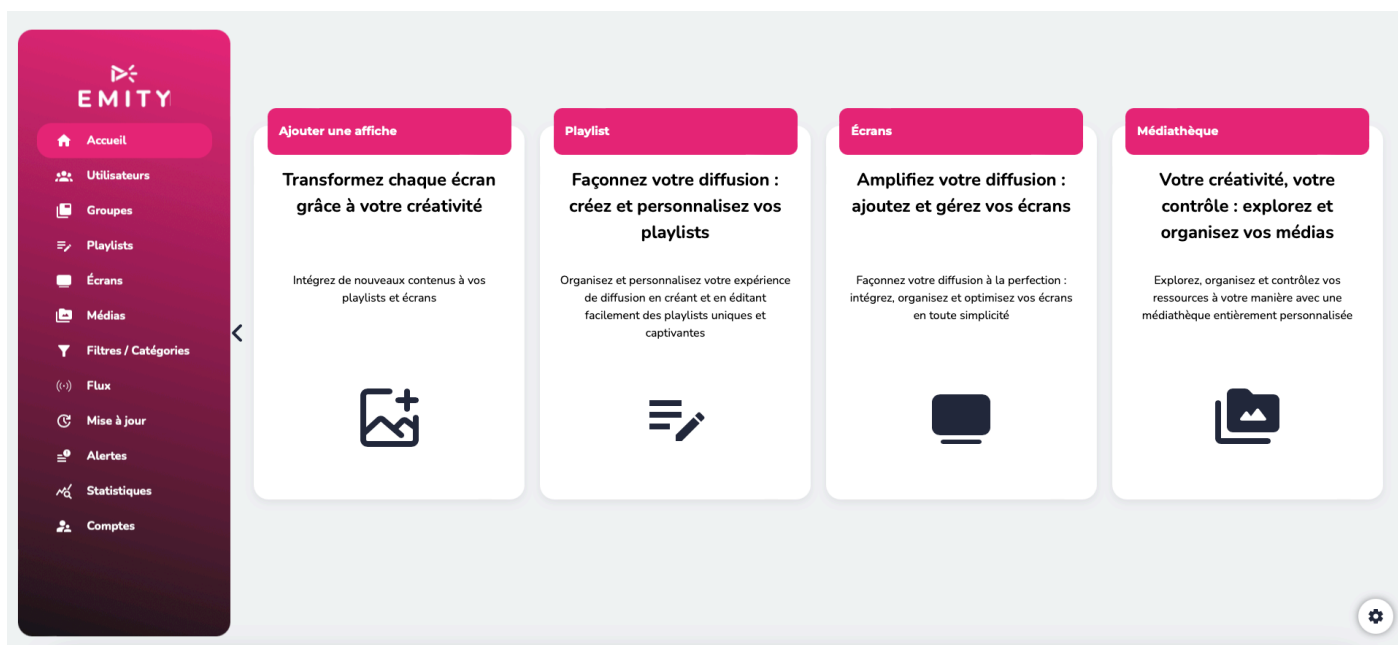 EMITY
Accueil
Utilisateurs
Groupes
Playlists
Écrans
Médias
Filtres / Catégories
Flux
Mise à jour
Alertes
Statistiques
Comptes
Ajouter une affiche
Transformez chaque écran
grâce à votre créativité
Intégrez de nouveaux contenus à vos
playlists et écrans
Playlist
Façonnez votre diffusion :
créez et personnalisez vos
playlists
Organisez et personnalisez votre expérience
de diffusion en créant et en éditant
facilement des playlists uniques et
captivantes
Écrans
Amplifiez votre diffusion :
ajoutez et gérez vos écrans
Façonnez votre diffusion à la perfection :
intégrez, organisez et optimisez vos écrans
en toute simplicité
Médiathèque
Votre créativité, votre
contrôle : explorez et
organisez vos médias
Explorez, organisez et contrôlez vos
ressources à votre manière avec une
médiathèque entièrement personnalisée